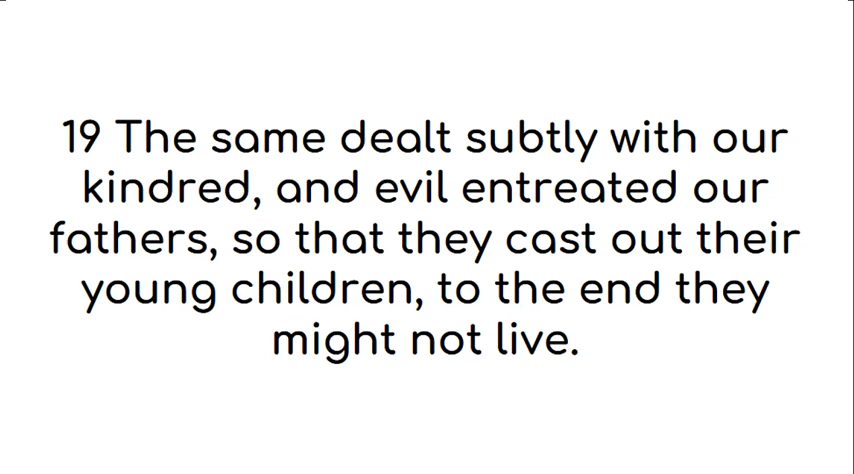 19 The same dealt subtly with our
kindred, and evil entreated our
fathers, so that they cast out their
young children, to the end they
might not live.